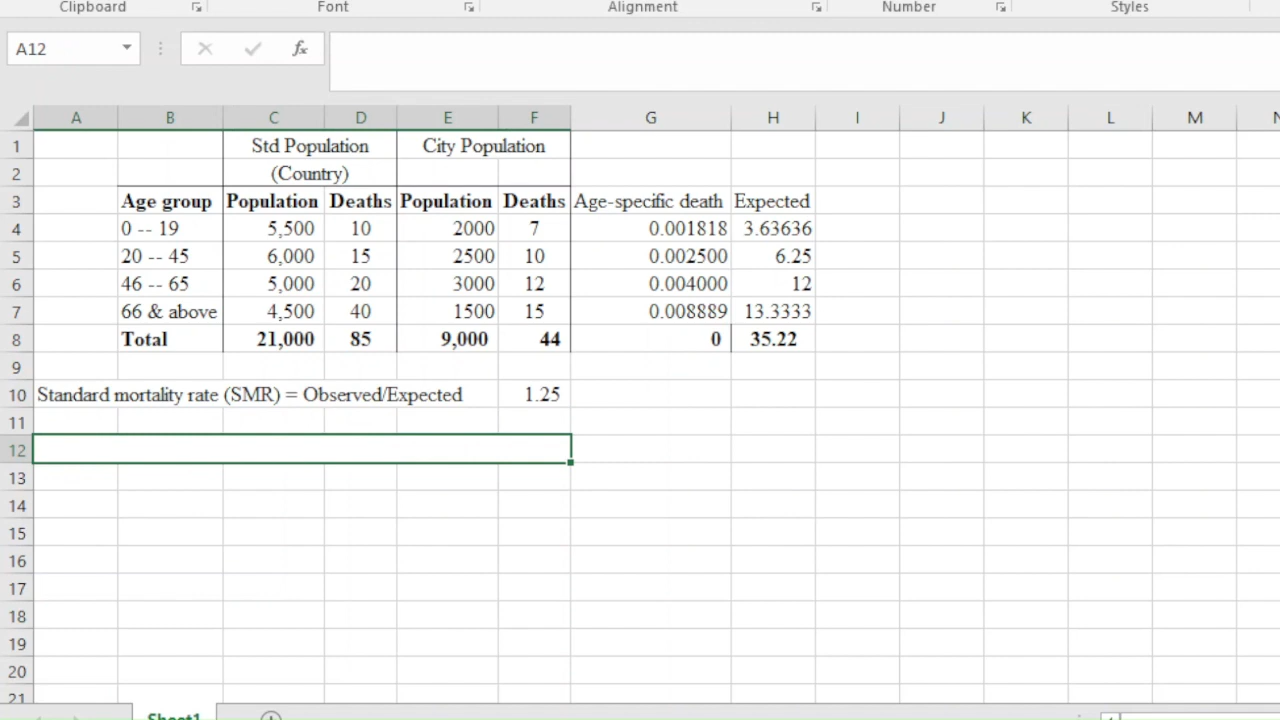 Clipboard Font Alignment Number Styles
A12 fx
A B C D E F G H I J K L M N
1 Std Population City Population
2 (Country)
3 Age group Population Deaths Population Deaths Age-specific death Expected
4 0 -- 19 5,500 10 2000 7 0.001818 3.63636
5 20 -- 45 6,000 15 2500 10 0.002500 6.25
6 46 -- 65 5,000 20 3000 12 0.004000 12
7 66 & above 4,500 40 1500 15 0.008889 13.3333
8 Total 21,000 85 9,000 44 0 35.22
9
10 Standard mortality rate (SMR) = Observed/Expected 1.25
11
12
13
14
15
16
17
18
19
20
21
Sheet1